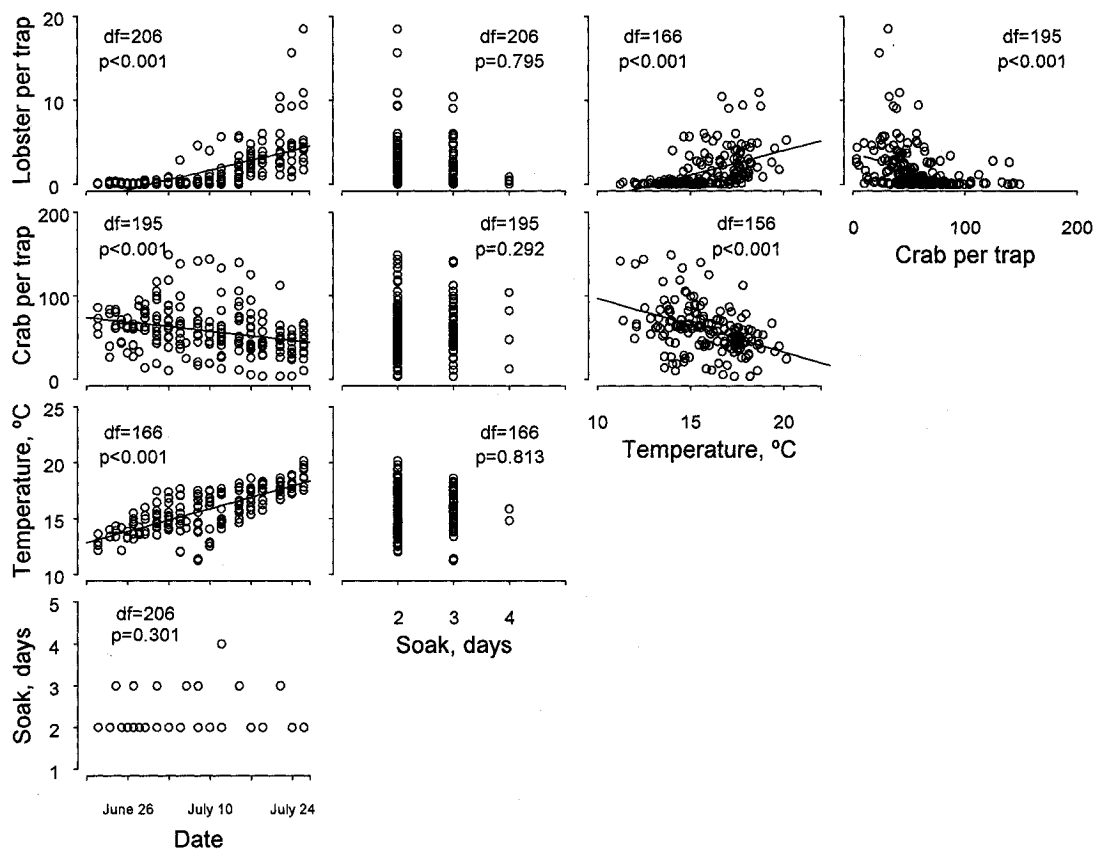 20
10
0
Lobster per trap
df=206
p<0.001
df=206
p=0.795
df=166
p<0.001
df=195
p<0.001
0 100 200
Crab per trap
200
100
0
Crab per trap
df=195
p<0.001
df=195
p=0.292
df=156
p<0.001
10 15 20
Temperature, ºC
25
20
15
10
Temperature, ºC
df=166
p<0.001
df=166
p=0.813
2 3 4
Soak, days
5
4
3
2
1
Soak, days
df=206
p=0.301
June 26 July 10 July 24
Date